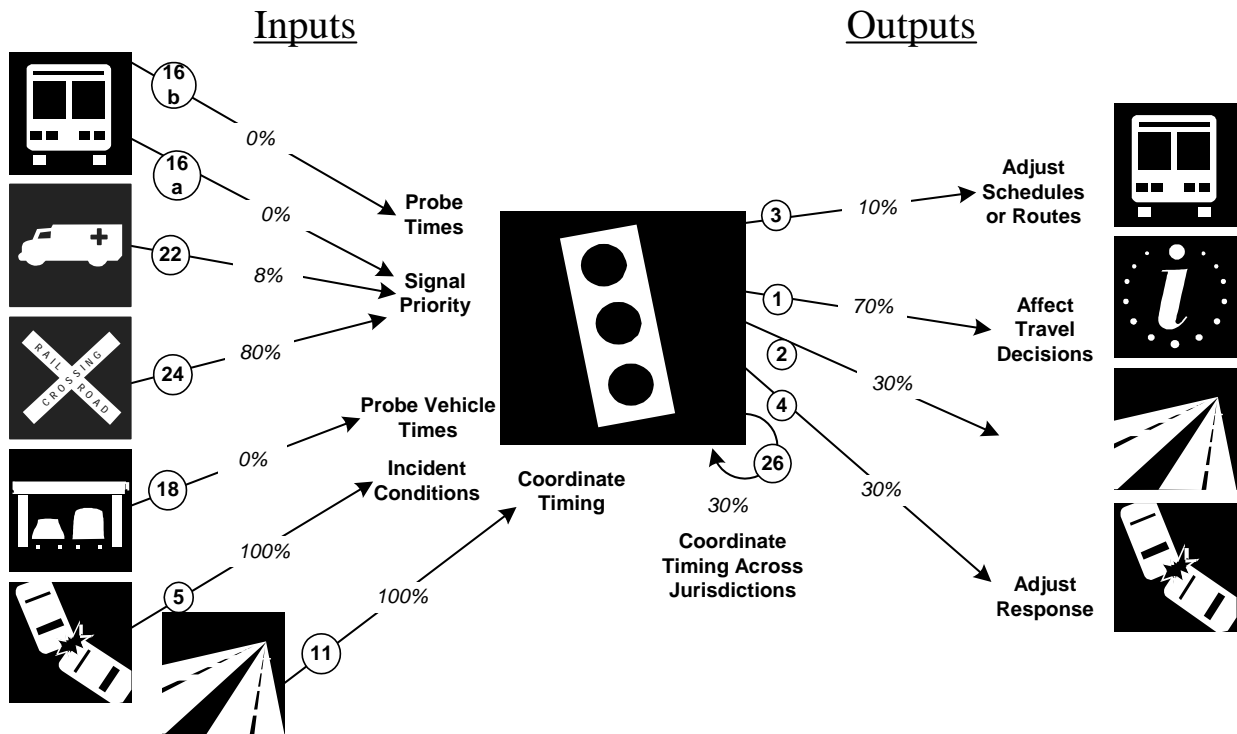 Inputs
Outputs
16
b
0%
16
a
0%
Probe
Times
22
8%
Signal
Priority
RAIL ROAD
CROSSING
24
80%
Probe Vehicle
Times
18
0%
Incident
Conditions
100%
5
11
100%
Coordinate
Timing
26
30%
Coordinate
Timing Across
Jurisdictions
3
10%
Adjust
Schedules
or Routes
1
70%
Affect
Travel
Decisions
i
2
30%
4
30%
Adjust
Response